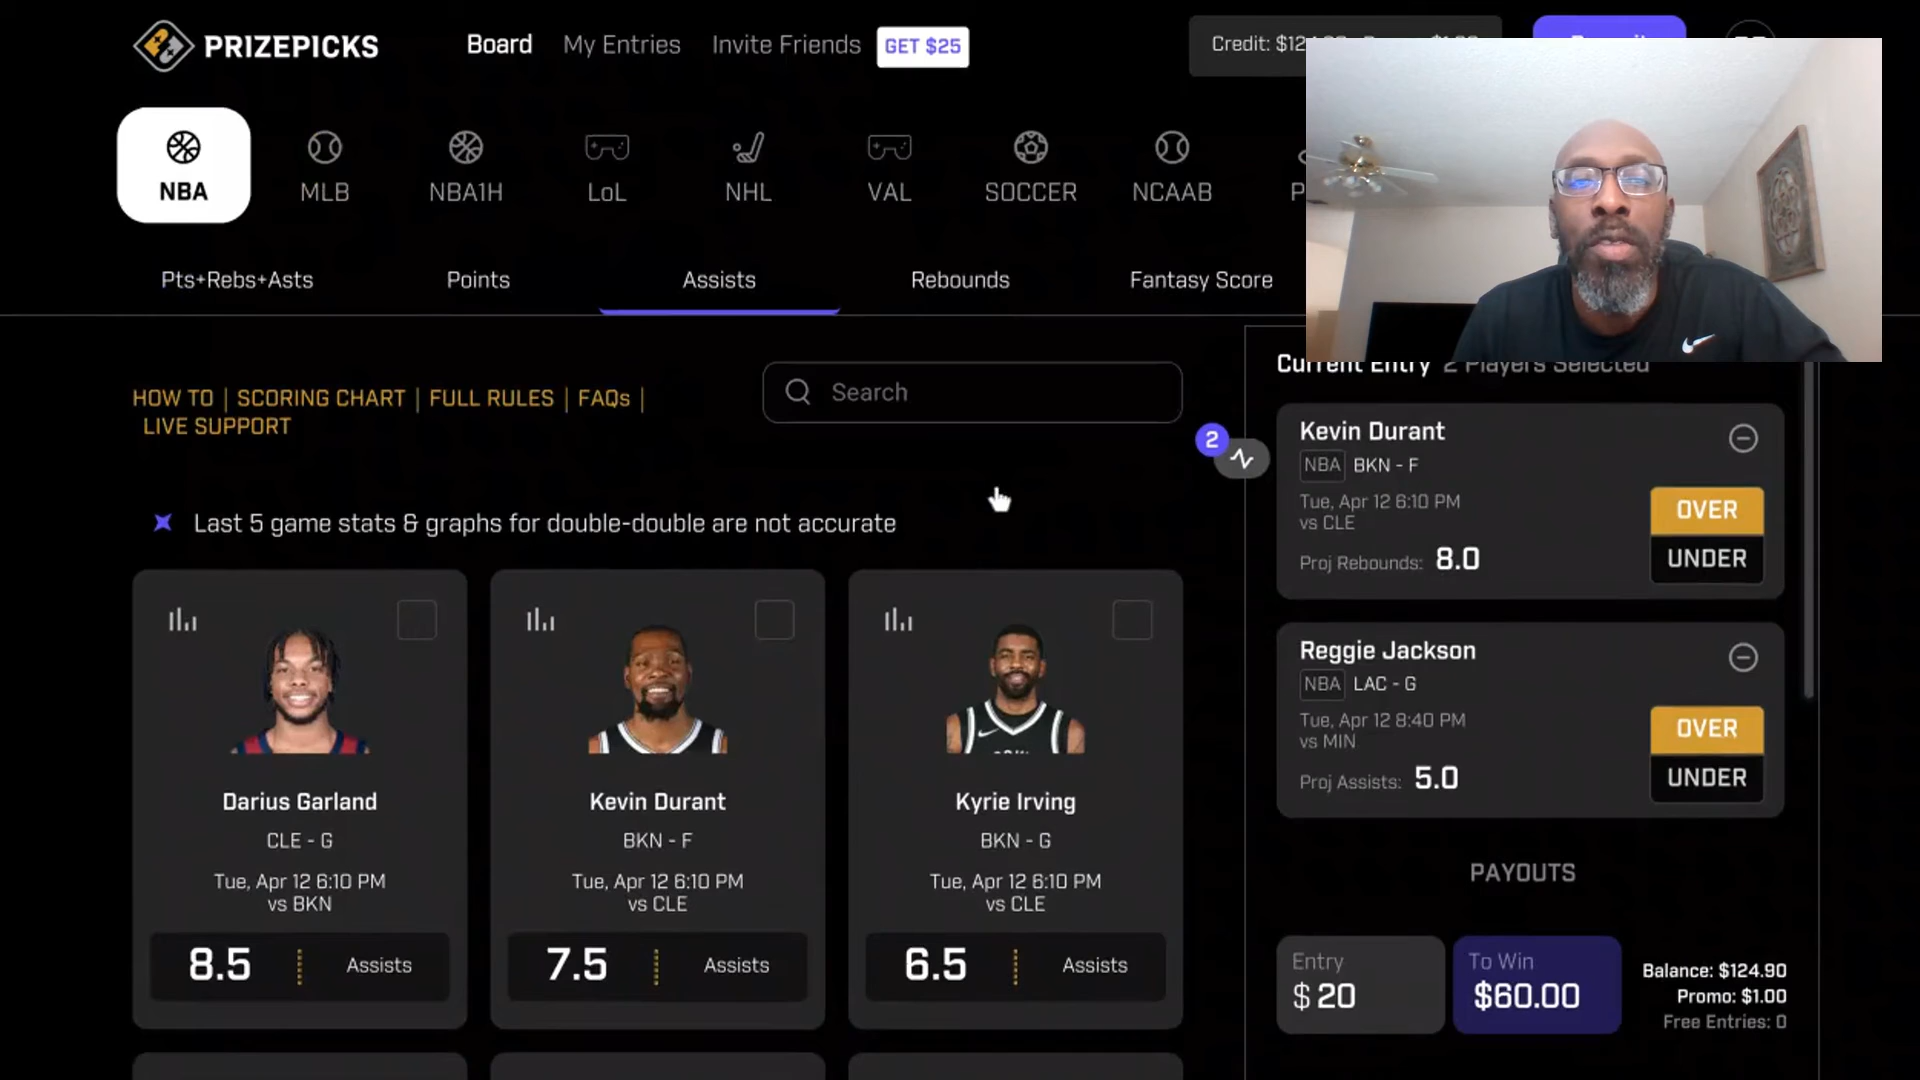 PRIZEPICKS
Board
My Entries
Invite Friends
GET $25
Credit: $12
NBA
MLB
NBA1H
LoL
NHL
VAL
SOCCER
NCAAB
P
Pts+Rebs+Asts
Points
Assists
Rebounds
Fantasy Score
HOW TO | SCORING CHART | FULL RULES | FAQs |
LIVE SUPPORT
Search
Last 5 game stats & graphs for double-double are not accurate
Darius Garland
CLE - G
Tue, Apr 12 6:10 PM
vs BKN
8.5 Assists
Kevin Durant
BKN - F
Tue, Apr 12 6:10 PM
vs CLE
7.5 Assists
Kyrie Irving
BKN - G
Tue, Apr 12 6:10 PM
vs CLE
6.5 Assists
Current Entry 2 Players Selected
2
Kevin Durant
NBA BKN - F
Tue, Apr 12 6:10 PM
vs CLE
Proj Rebounds: 8.0
OVER
UNDER
Reggie Jackson
NBA LAC - G
Tue, Apr 12 8:40 PM
vs MIN
Proj Assists: 5.0
OVER
UNDER
PAYOUTS
Entry
$ 20
To Win
$60.00
Balance: $124.90
Promo: $1.00
Free Entries: 0